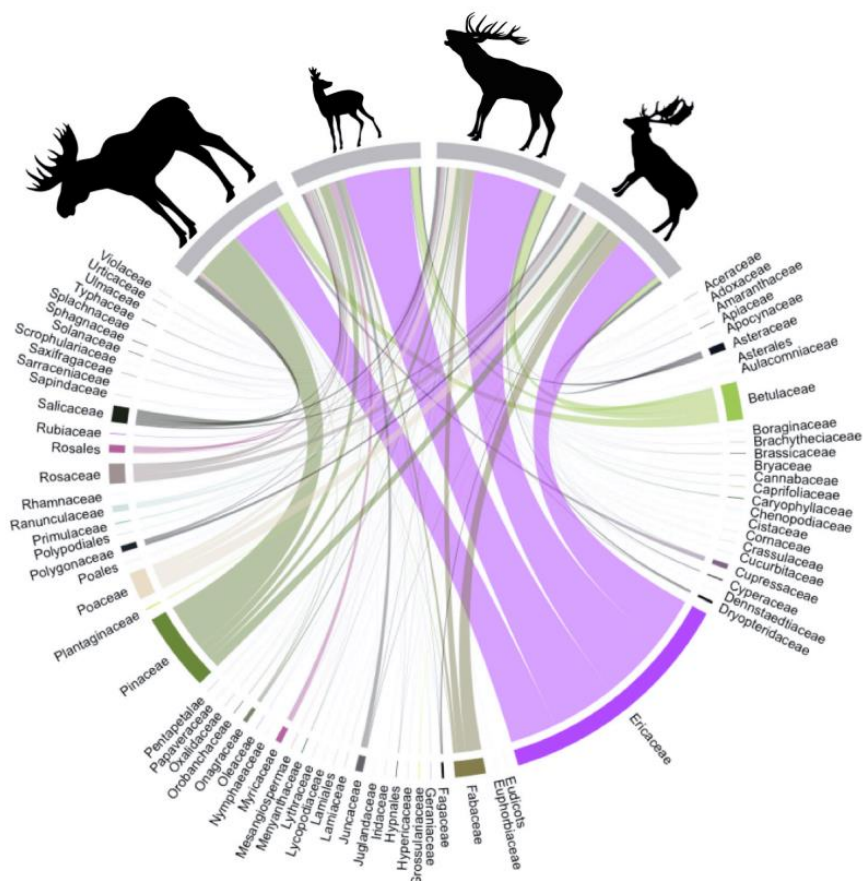 Violaceae
Urticaceae
Ulmaceae
Typhaceae
Splachnaceae
Sphagnaceae
Solanaceae
Scrophulariaceae
Saxifragaceae
Sarraceniaceae
Sapindaceae
Salicaceae
Rubiaceae
Rosales
Rosaceae
Rhamnaceae
Ranunculaceae
Primulaceae
Polypodiales
Polygonaceae
Poales
Poaceae
Plantaginaceae
Pinaceae
Pentapetalae
Papaveraceae
Oxalidaceae
Orobanchaceae
Onagraceae
Oleaceae
Nymphaeaceae
Myricaceae
Mesangiospermae
Menyanthaceae
Lythraceae
Lycopodiaceae
Lamiales
Lamiaceae
Juncaceae
Juglandaceae
Iridaceae
Hypnales
Hypericaceae
rossulariaceae
Geraniaceae
Fagaceae
Fabaceae
Euphorbiaceae
Eudicots
Ericaceae
Dryopteridaceae
Dennstaedtiaceae
Cyperaceae
Cupressaceae
Cucurbitaceae
Crassulaceae
Cornaceae
Cistaceae
Chenopodiaceae
Caryophyllaceae
Caprifoliaceae
Cannabaceae
Bryaceae
Brassicaceae
Brachytheciaceae
Boraginaceae
Betulaceae
Aulacomniaceae
Asterales
Asteraceae
Apocynaceae
Apiaceae
Amaranthaceae
Adoxaceae
Aceraceae